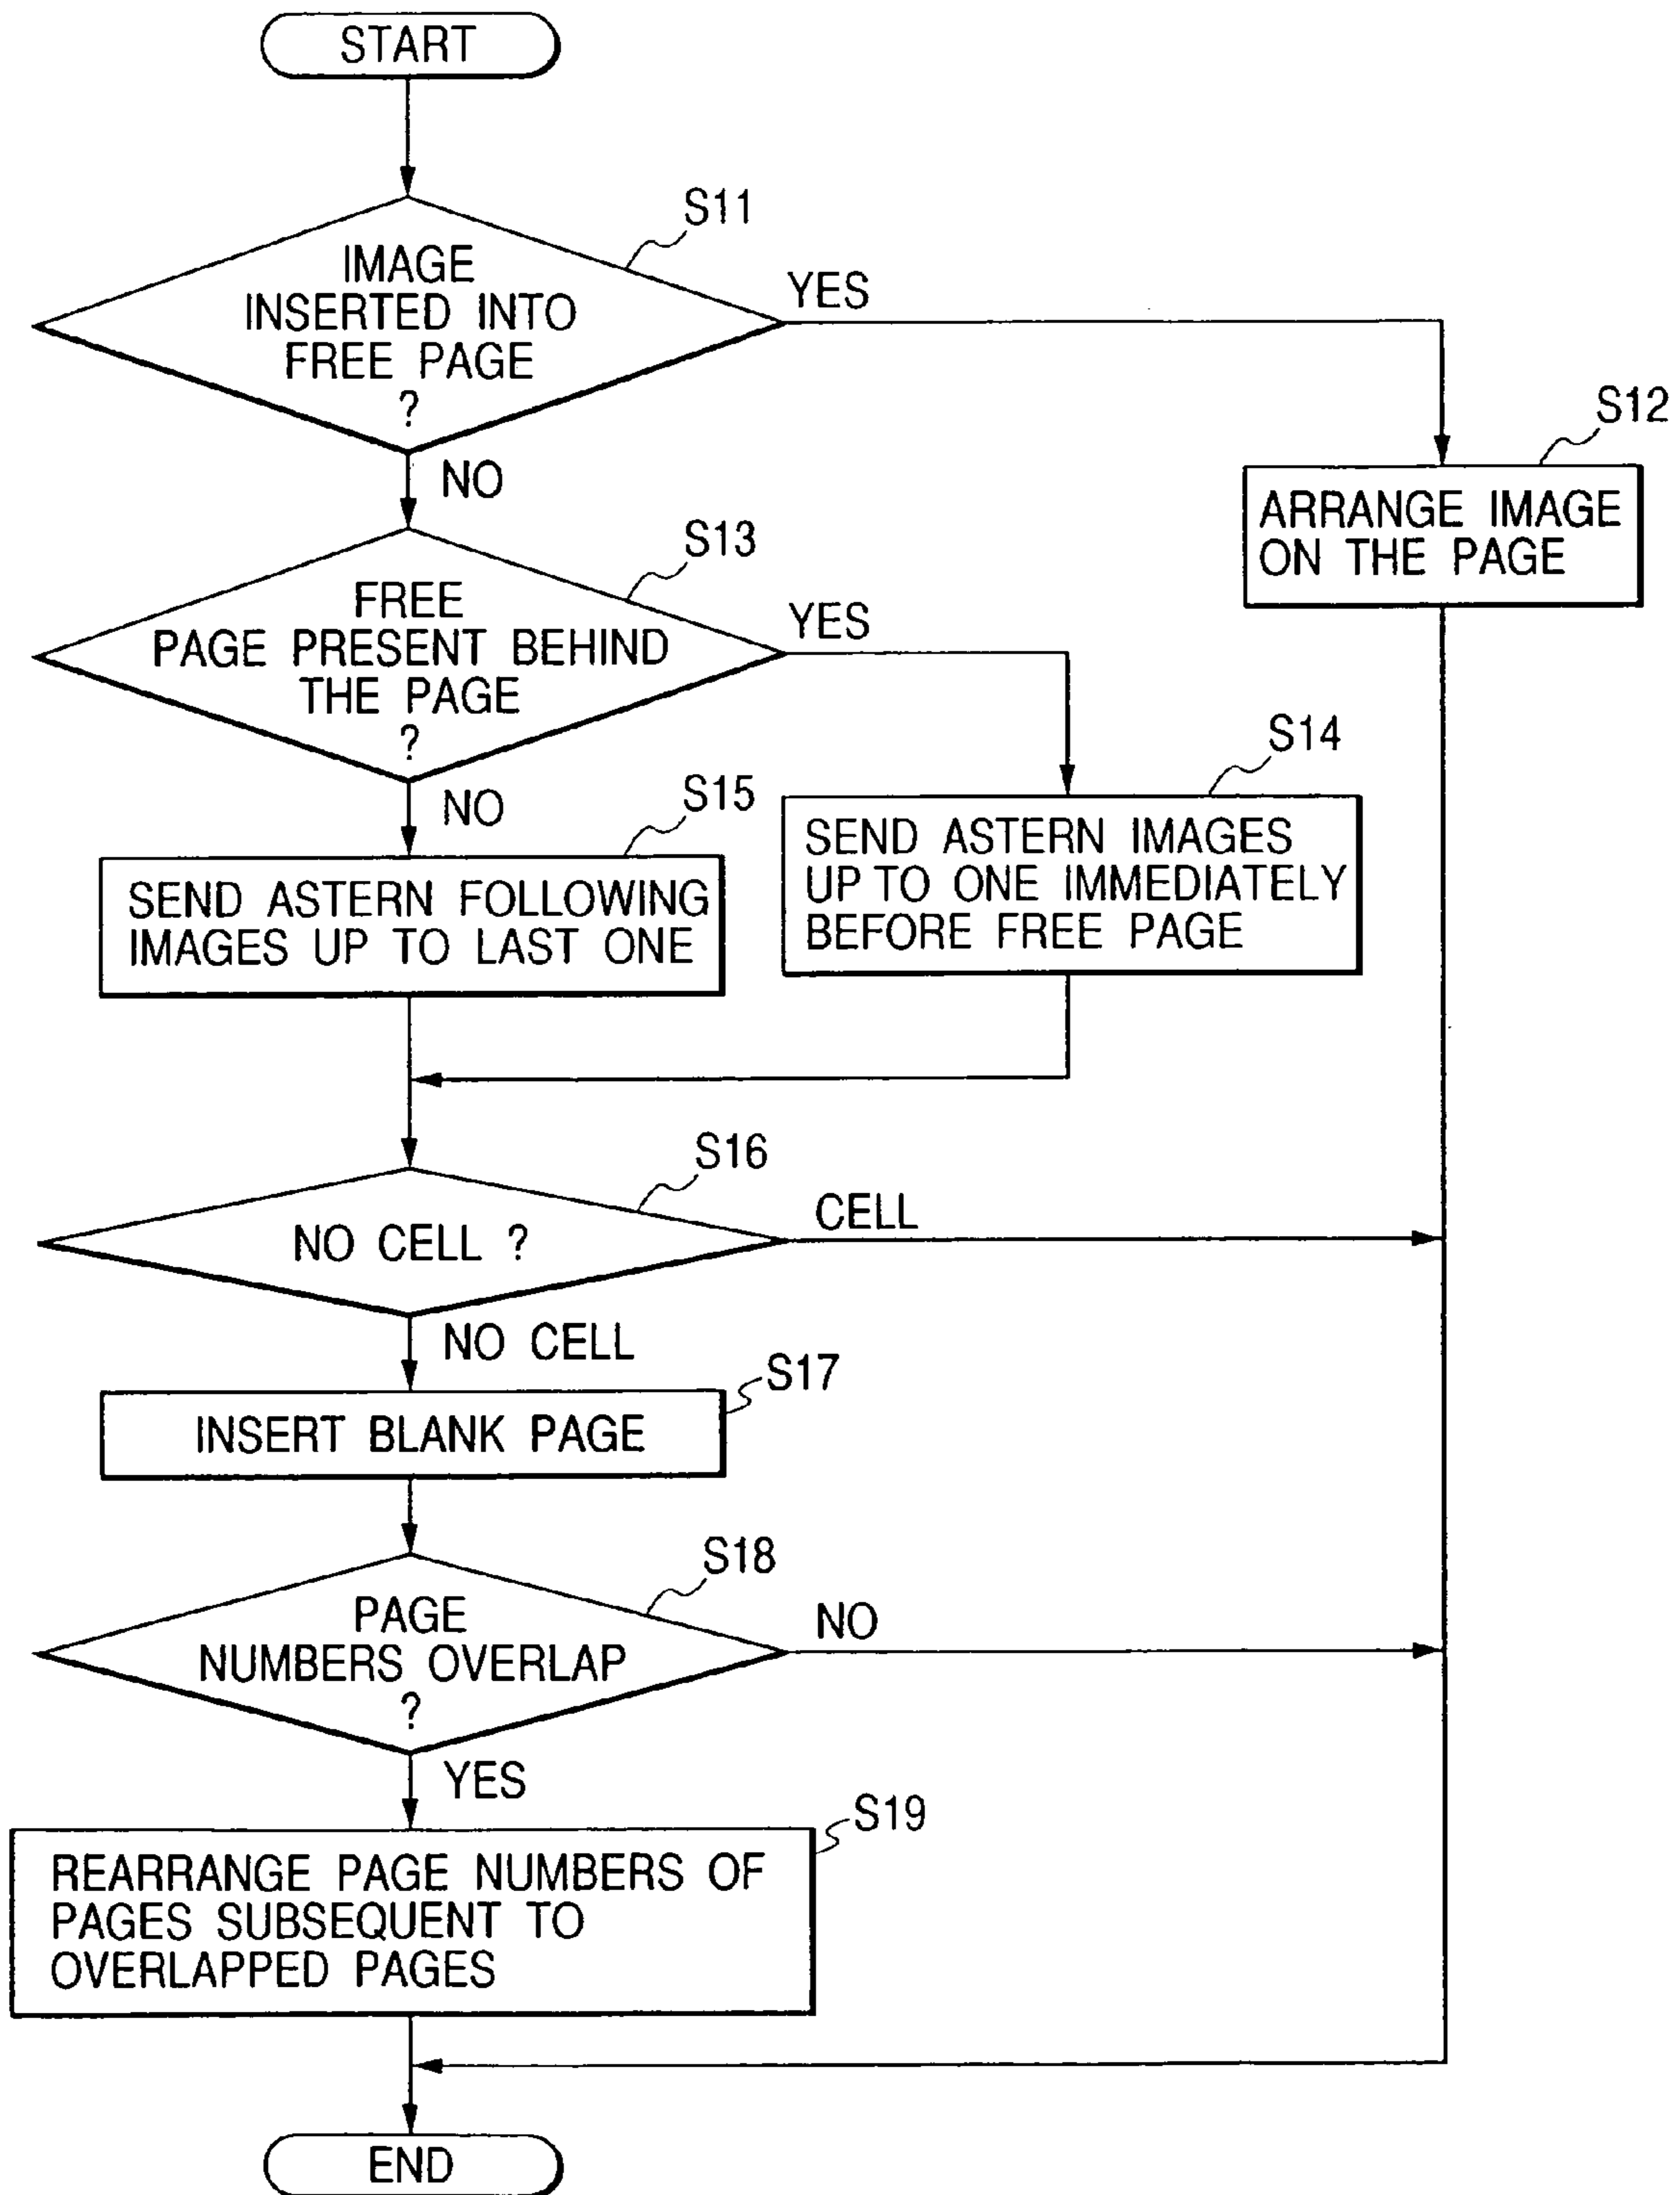 START
S11
IMAGE
INSERTED INTO
FREE PAGE
?
YES
NO
S12
ARRANGE IMAGE
ON THE PAGE
S13
FREE
PAGE PRESENT BEHIND
THE PAGE
?
YES
NO
S14
SEND ASTERN IMAGES
UP TO ONE IMMEDIATELY
BEFORE FREE PAGE
S15
SEND ASTERN FOLLOWING
IMAGES UP TO LAST ONE
S16
NO CELL ?
CELL
NO CELL
S17
INSERT BLANK PAGE
S18
PAGE
NUMBERS OVERLAP
?
NO
YES
S19
REARRANGE PAGE NUMBERS OF
PAGES SUBSEQUENT TO
OVERLAPPED PAGES
END